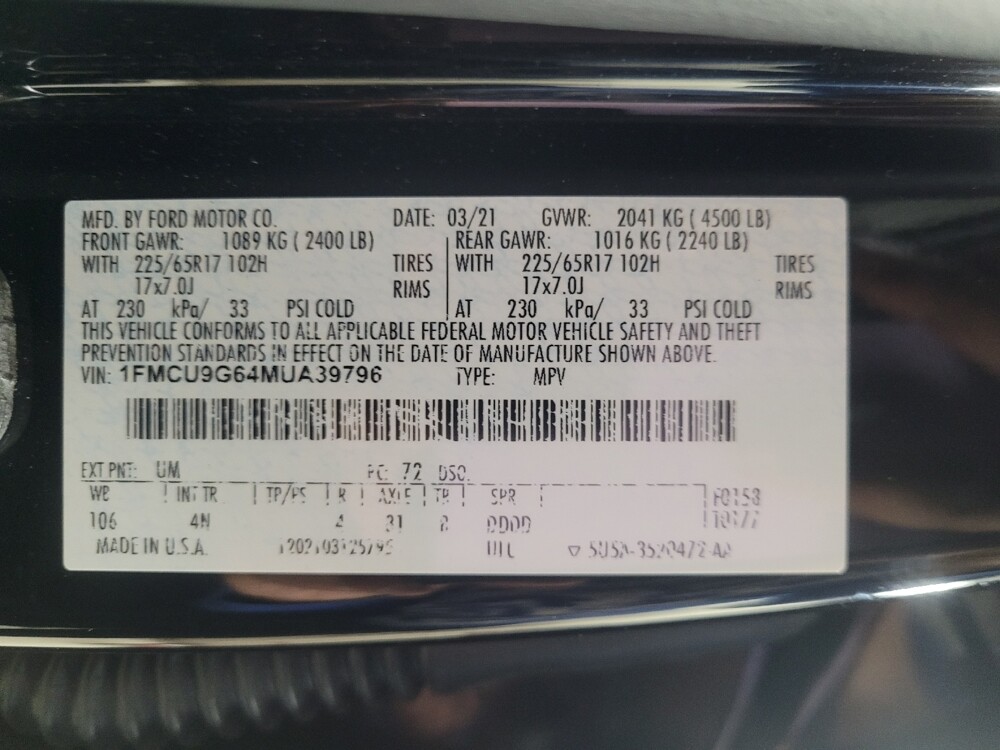 MFD. BY FORD MOTOR CO. DATE: 03/21 GVWR: 2041 KG ( 4500 LB)
FRONT GAWR: 1089 KG ( 2400 LB) REAR GAWR: 1016 KG ( 2240 LB)
WITH 225/65R17 102H TIRES WITH 225/65R17 102H TIRES
17x7.0J RIMS 17x7.0J RIMS
AT 230 kPa/ 33 PSI COLD AT 230 kPa/ 33 PSI COLD
THIS VEHICLE CONFORMS TO ALL APPLICABLE FEDERAL MOTOR VEHICLE SAFETY AND THEFT
PREVENTION STANDARDS IN EFFECT ON THE DATE OF MANUFACTURE SHOWN ABOVE.
VIN: 1FMCU9G64MUA39796 TYPE: MPV
EXT PNT: UM RC: 72 DSO:
WB INT TR TP/PS R AXLE TR SPR F0158
106 4N 31 DDDD T0177
MADE IN U.S.A. UTC